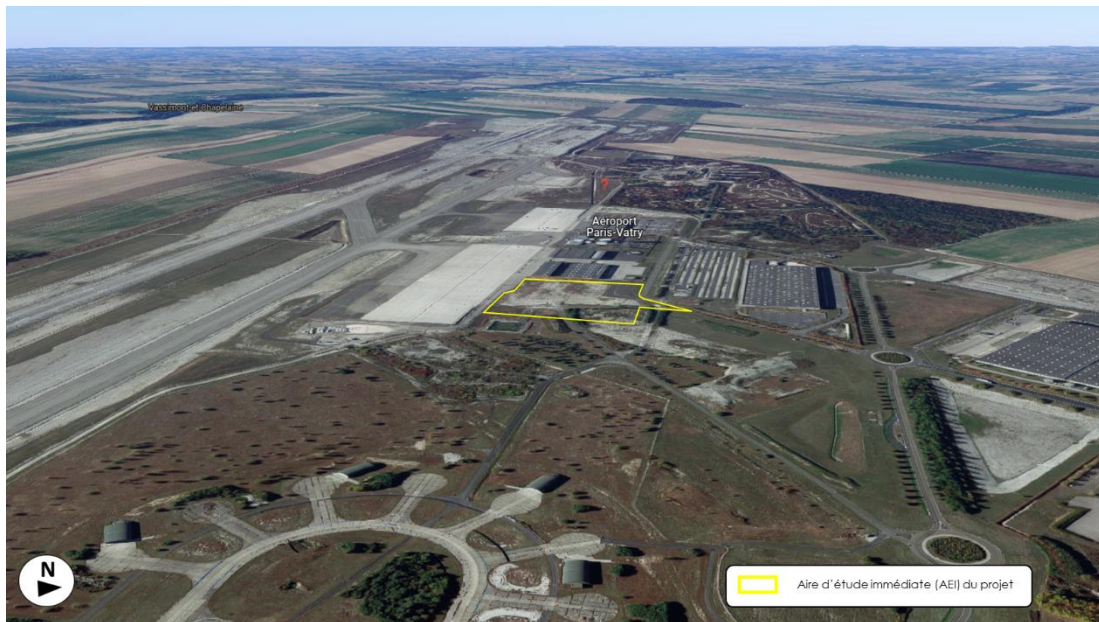 Vassimont-et-Chapelaine
Aéroport
Paris-Vatry
N
Aire d'étude immédiate (AEI) du projet